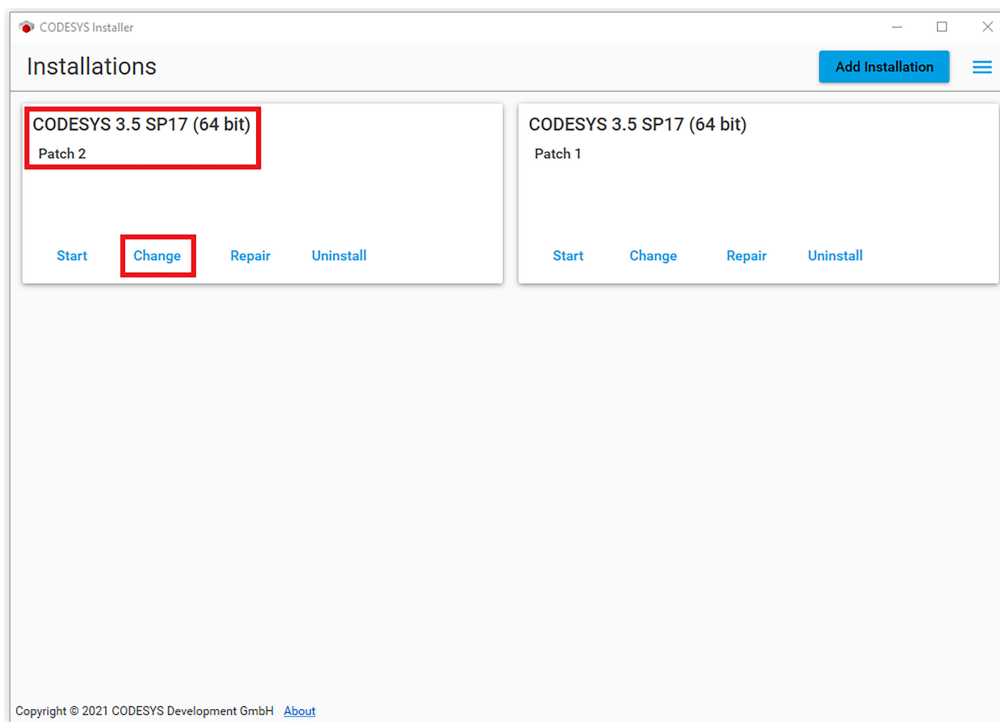 CODESYS Installer
Installations
Add Installation
CODESYS 3.5 SP17 (64 bit)
Patch 2
Start Change Repair Uninstall
CODESYS 3.5 SP17 (64 bit)
Patch 1
Start Change Repair Uninstall
Copyright © 2021 CODESYS Development GmbH About